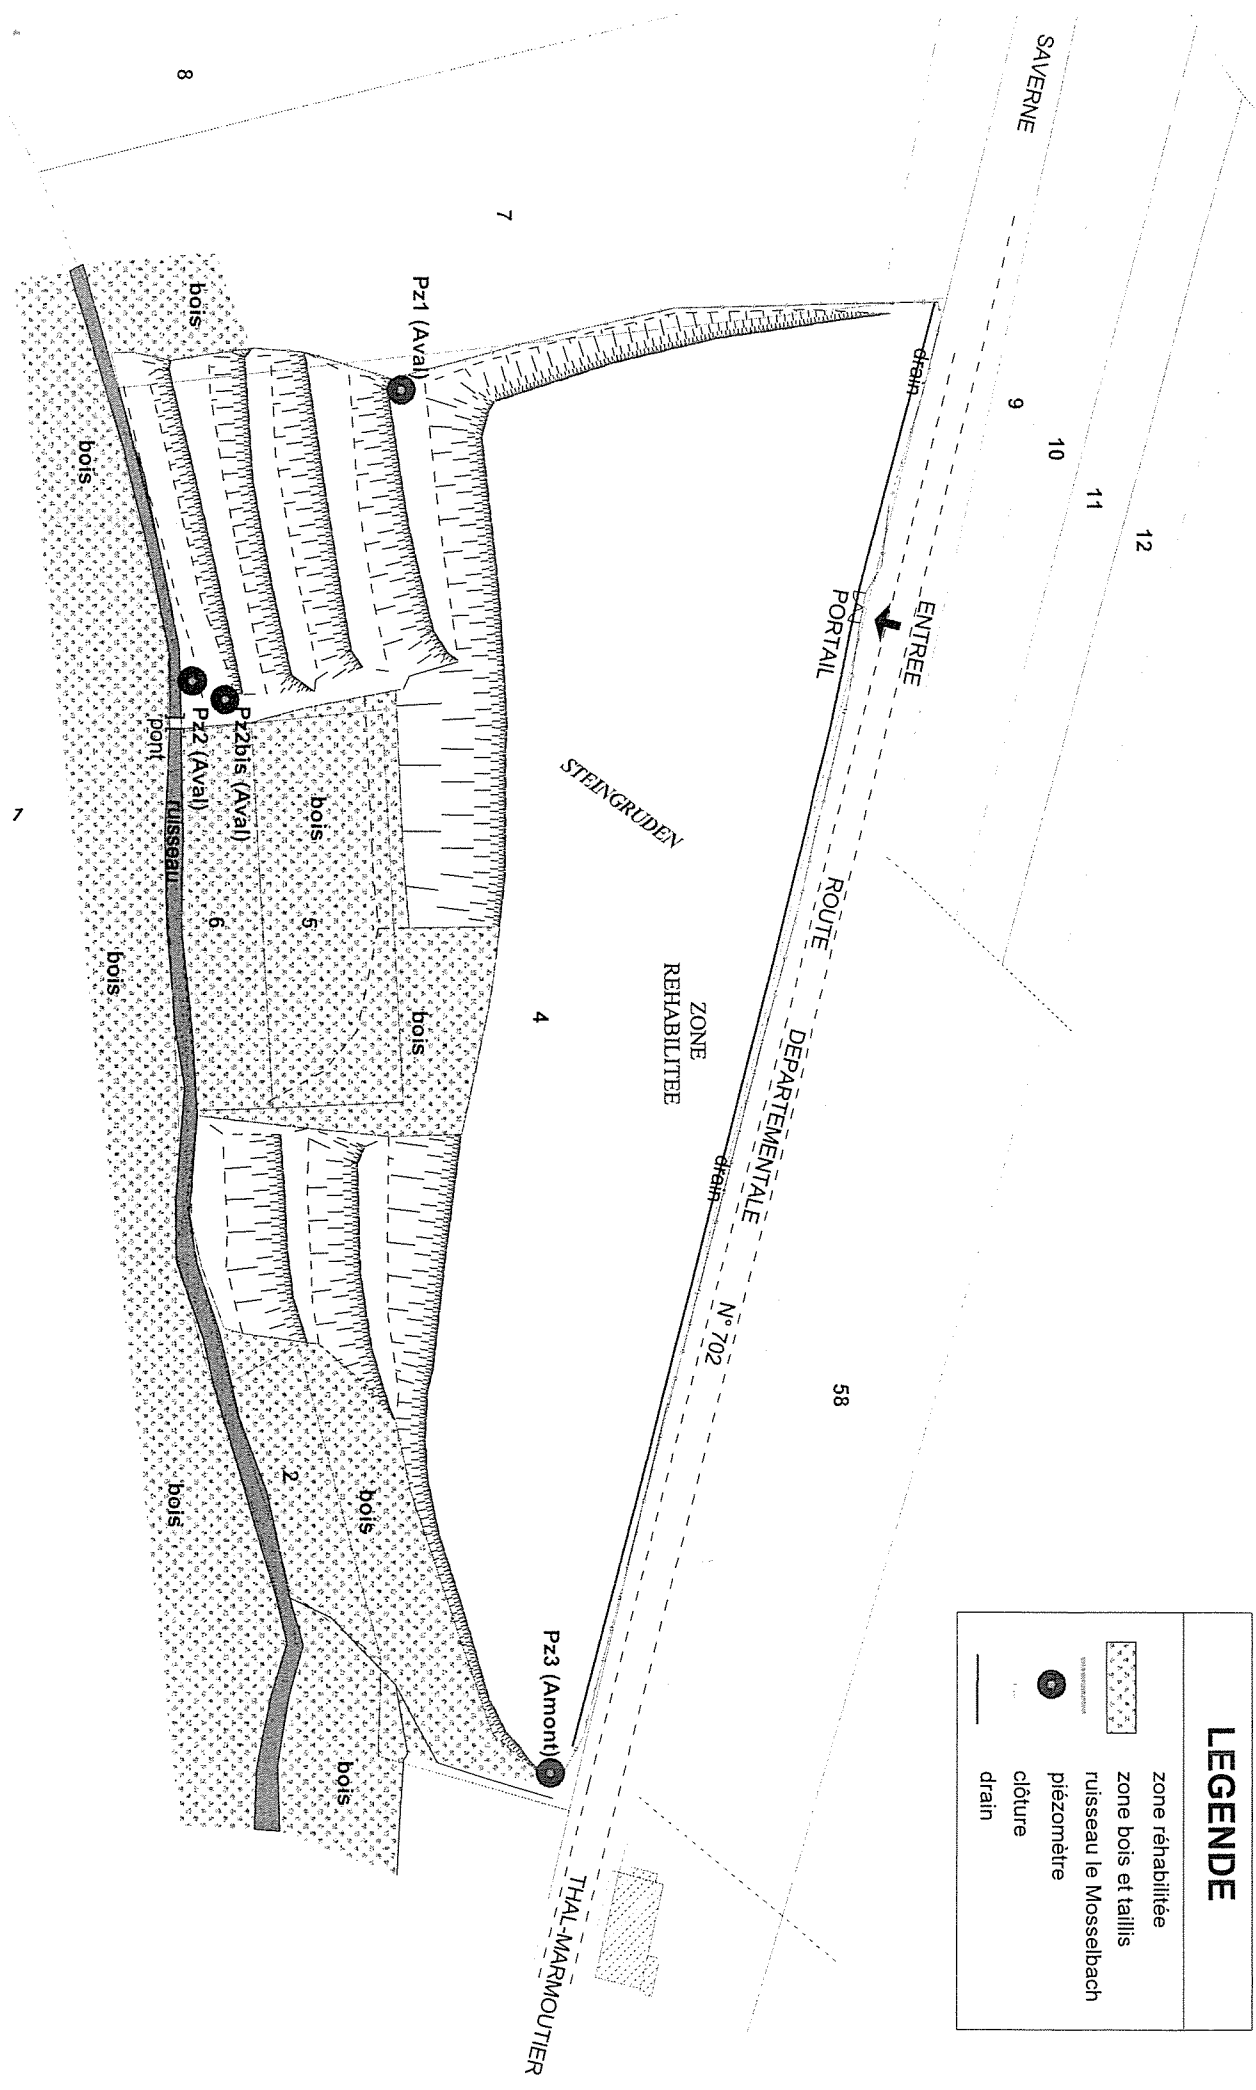 SAVERNE
8
7
9
10
11
12
drain
Pz1 (Aval)
bois
bois
ENTREE
PORTAIL
Pz2bis (Aval)
Pz2 (Aval)
pont
ruisseau
bois
5
6
1
STEINGRUDEN
ZONE
REHABILITEE
4
bois
bois
ROUTE DEPARTEMENTALE N° 702
drain
58
2
bois
bois
bois
Pz3 (Amont)
THAL-MARMOUTIER
LEGENDE
zone réhabilitée
zone bois et taillis
ruisseau le Mosselbach
piézomètre
clôture
drain